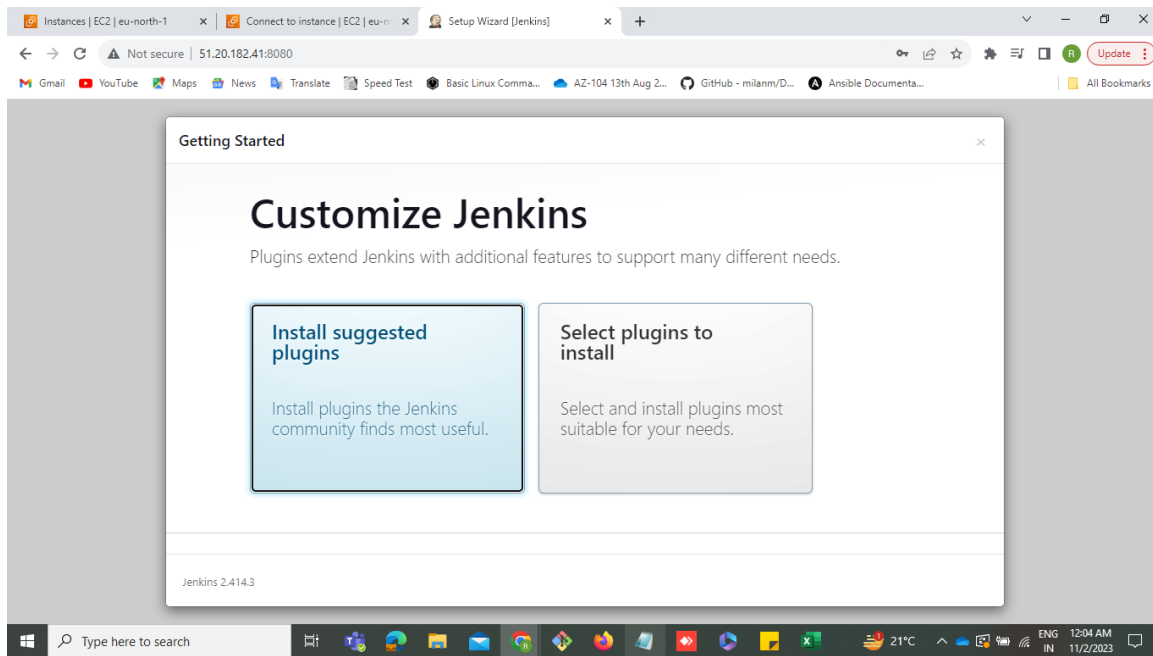 Instances | EC2 | eu-north-1
Connect to instance | EC2 | eu-n
Setup Wizard [Jenkins]
Not secure | 51.20.182.41:8080
R
Update
Gmail
YouTube
Maps
News
Translate
Speed Test
Basic Linux Comma...
AZ-104 13th Aug 2...
GitHub - milanm/D...
Ansible Documenta...
All Bookmarks
Getting Started
Customize Jenkins
Plugins extend Jenkins with additional features to support many different needs.
Install suggested
plugins
Install plugins the Jenkins
community finds most useful.
Select plugins to
install
Select and install plugins most
suitable for your needs.
Jenkins 2.414.3
Type here to search
21°C
ENG
IN
12:04 AM
11/2/2023